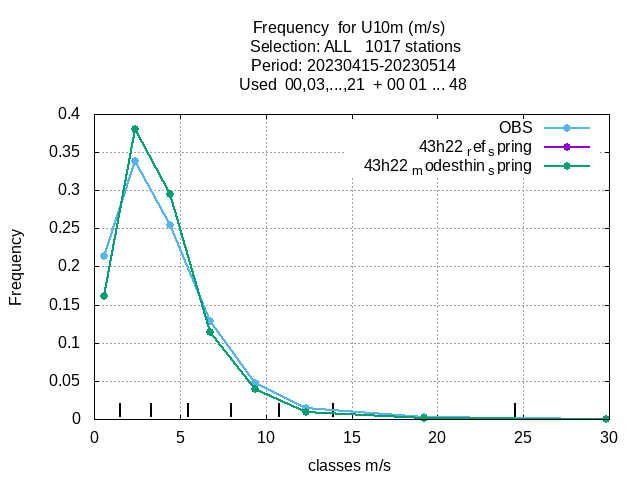 Frequency  for U10m (m/s)
Selection: ALL   1017 stations
Period: 20230415-20230514
Used  00,03,...,21  + 00 01 ... 48
OBS
43h22 ref spring
43h22 modesthin spring
0.4
0.35
0.3
0.25
0.2
0.15
0.1
0.05
0
Frequency
0 5 10 15 20 25 30
classes m/s